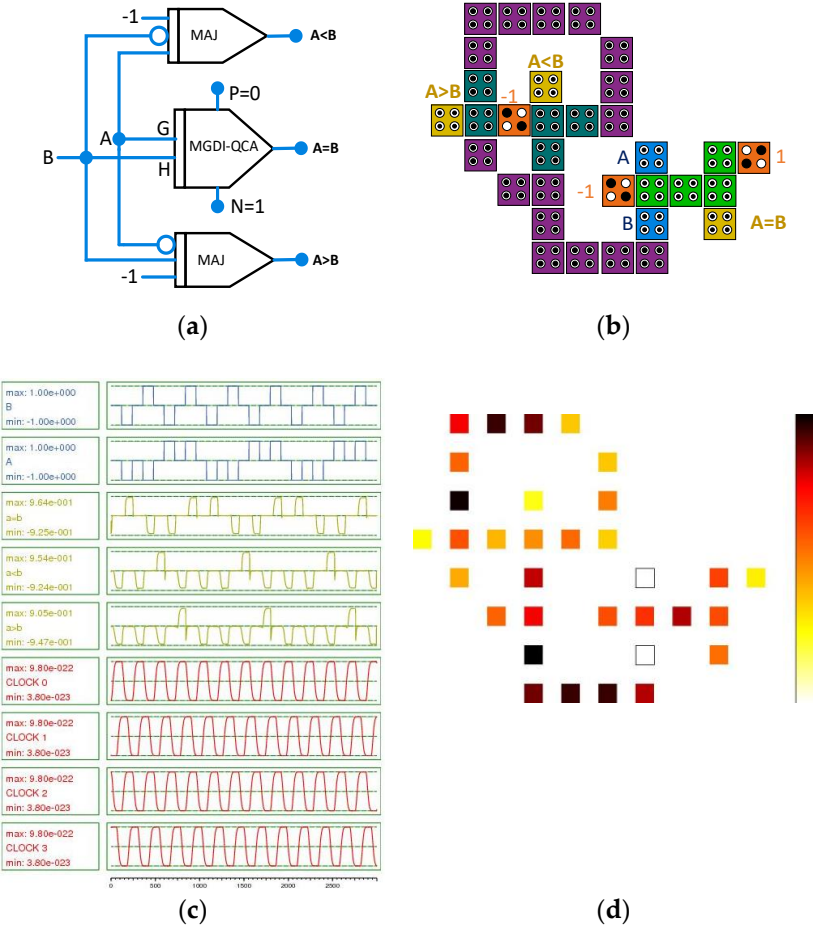 -1
MAJ
A<B
P=0
A
G
MGDI-QCA
A=B
B
H
N=1
MAJ
A>B
-1
(a)
A<B
A>B
-1
A
1
-1
B
A=B
(b)
max: 1.00e+000
B
min: -1.00e+000
max: 1.00e+000
A
min: -1.00e+000
max: 9.64e-001
a=b
min: -9.25e-001
max: 9.54e-001
a<b
min: -9.24e-001
max: 9.05e-001
a>b
min: -9.47e-001
max: 9.80e-022
CLOCK 0
min: 3.80e-023
max: 9.80e-022
CLOCK 1
min: 3.80e-023
max: 9.80e-022
CLOCK 2
min: 3.80e-023
max: 9.80e-022
CLOCK 3
min: 3.80e-023
0 500 1000 1500 2000 2500
(c)
(d)